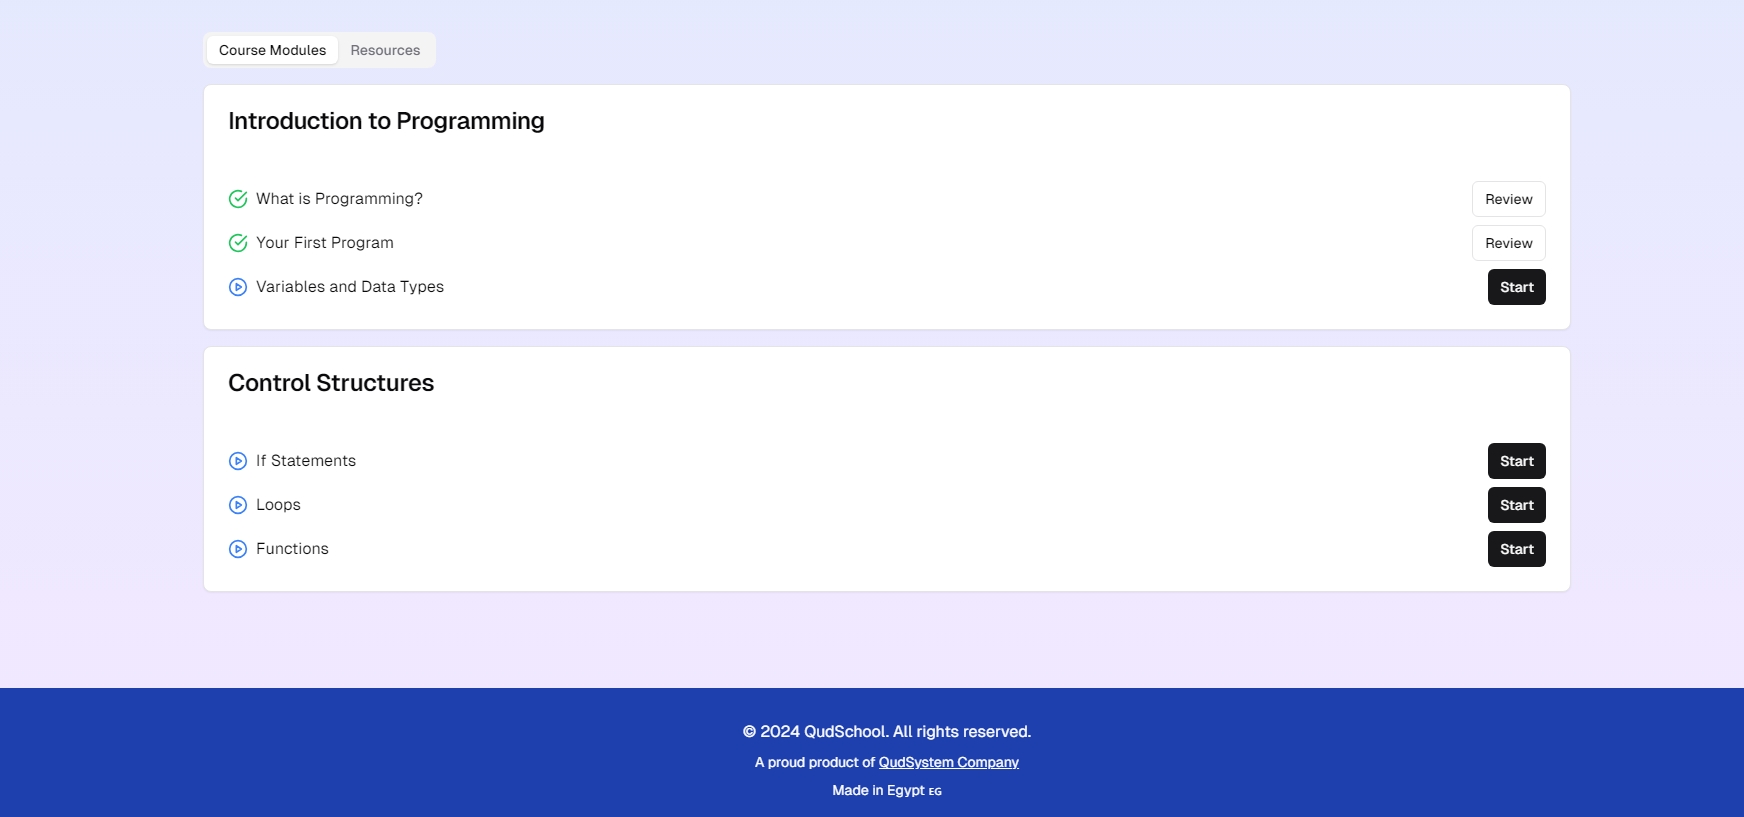 Course Modules Resources
Introduction to Programming
What is Programming? Review
Your First Program Review
Variables and Data Types Start
Control Structures
If Statements Start
Loops Start
Functions Start
© 2024 QudSchool. All rights reserved.
A proud product of QudSystem Company
Made in Egypt EG